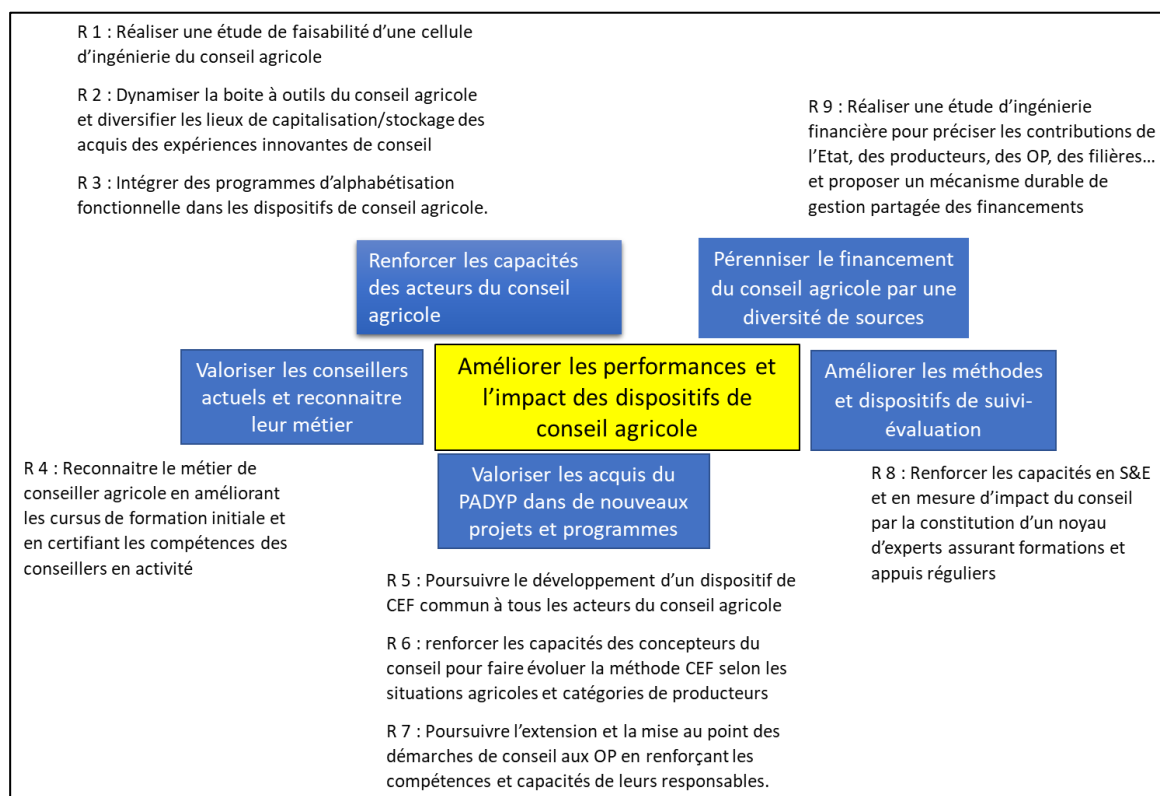 R 1 : Réaliser une étude de faisabilité d'une cellule
d'ingénierie du conseil agricole
R 2 : Dynamiser la boite à outils du conseil agricole
et diversifier les lieux de capitalisation/stockage des
acquis des expériences innovantes de conseil
R 3 : Intégrer des programmes d'alphabétisation
fonctionnelle dans les dispositifs de conseil agricole.
R 9 : Réaliser une étude d'ingénierie
financière pour préciser les contributions de
l'Etat, des producteurs, des OP, des filières…
et proposer un mécanisme durable de
gestion partagée des financements
Renforcer les capacités
des acteurs du conseil
agricole
Pérenniser le financement
du conseil agricole par une
diversité de sources
Valoriser les conseillers
actuels et reconnaitre
leur métier
Améliorer les performances et
l'impact des dispositifs de
conseil agricole
Améliorer les méthodes
et dispositifs de suivi-
évaluation
Valoriser les acquis du
PADYP dans de nouveaux
projets et programmes
R 4 : Reconnaitre le métier de
conseiller agricole en améliorant
les cursus de formation initiale et
en certifiant les compétences des
conseillers en activité
R 8 : Renforcer les capacités en S&E
et en mesure d'impact du conseil
par la constitution d'un noyau
d'experts assurant formations et
appuis réguliers
R 5 : Poursuivre le développement d'un dispositif de
CEF commun à tous les acteurs du conseil agricole
R 6 : renforcer les capacités des concepteurs du
conseil pour faire évoluer la méthode CEF selon les
situations agricoles et catégories de producteurs
R 7 : Poursuivre l'extension et la mise au point des
démarches de conseil aux OP en renforçant les
compétences et capacités de leurs responsables.